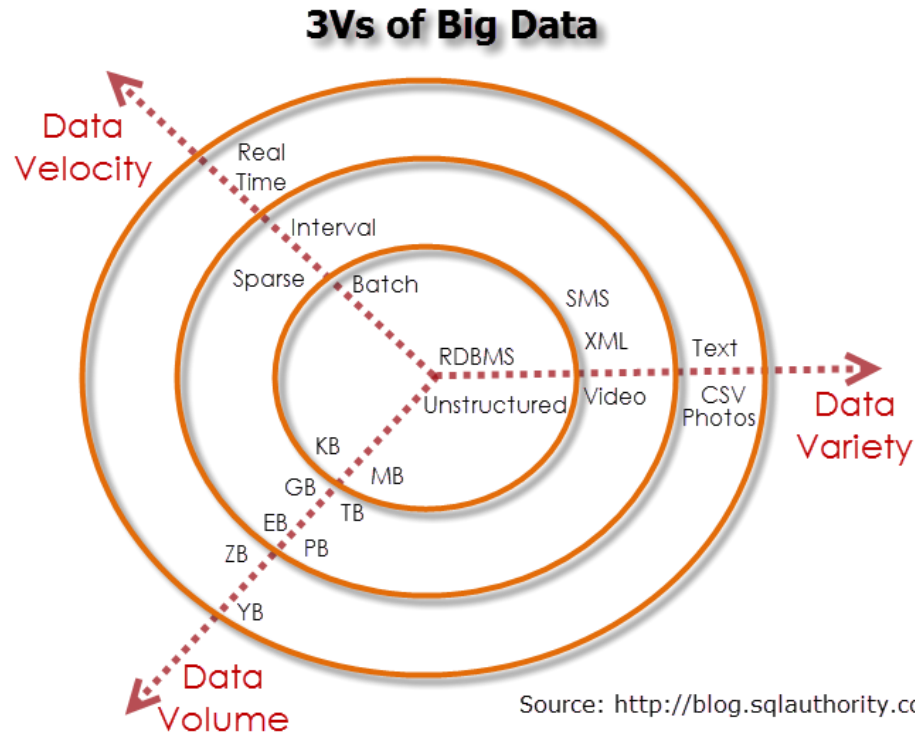 3Vs of Big Data
Data
Velocity
Real
Time
Interval
Sparse
Batch
SMS
XML
RDBMS
Text
Unstructured
Video
CSV
Photos
Data
Variety
KB
MB
GB
TB
EB
PB
ZB
YB
Data
Volume
Source: http://blog.sqlauthority.co